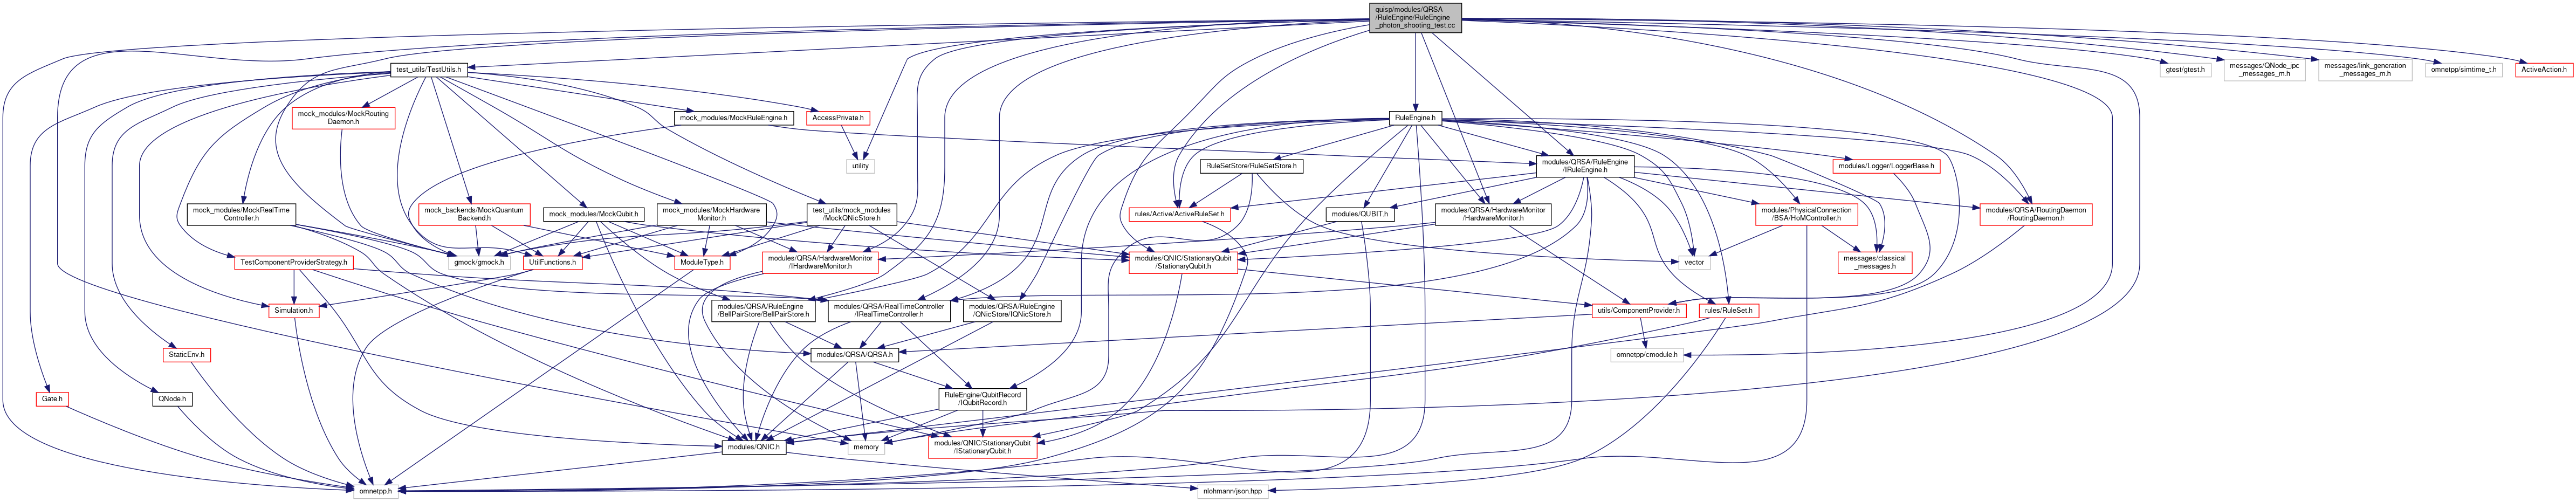 quisp/modules/QRSA
/RuleEngine/RuleEngine
_photon_shooting_test.cc
test_utils/TestUtils.h
gtest/gtest.h
messages/QNode_ipc
_messages_m.h
messages/link_generation
_messages_m.h
omnetpp/simtime_t.h
ActiveAction.h
mock_modules/MockRouting
Daemon.h
mock_modules/MockRuleEngine.h
AccessPrivate.h
RuleEngine.h
utility
RuleSetStore/RuleSetStore.h
modules/QRSA/RuleEngine
/IRuleEngine.h
modules/Logger/LoggerBase.h
mock_modules/MockRealTime
Controller.h
mock_backends/MockQuantum
Backend.h
mock_modules/MockQubit.h
mock_modules/MockHardware
Monitor.h
test_utils/mock_modules
/MockQNicStore.h
rules/Active/ActiveRuleSet.h
modules/QUBIT.h
modules/QRSA/HardwareMonitor
/HardwareMonitor.h
modules/PhysicalConnection
/BSA/HoMController.h
modules/QRSA/RoutingDaemon
/RoutingDaemon.h
TestComponentProviderStrategy.h
gmock/gmock.h
UtilFunctions.h
ModuleType.h
modules/QRSA/HardwareMonitor
/IHardwareMonitor.h
modules/QNIC/StationaryQubit
/StationaryQubit.h
vector
messages/classical
_messages.h
Simulation.h
modules/QRSA/RuleEngine
/BellPairStore/BellPairStore.h
modules/QRSA/RealTimeController
/IRealTimeController.h
modules/QRSA/RuleEngine
/QNicStore/IQNicStore.h
utils/ComponentProvider.h
rules/RuleSet.h
StaticEnv.h
modules/QRSA/QRSA.h
omnetpp/cmodule.h
Gate.h
QNode.h
RuleEngine/QubitRecord
/IQubitRecord.h
modules/QNIC.h
memory
modules/QNIC/StationaryQubit
/IStationaryQubit.h
omnetpp.h
nlohmann/json.hpp